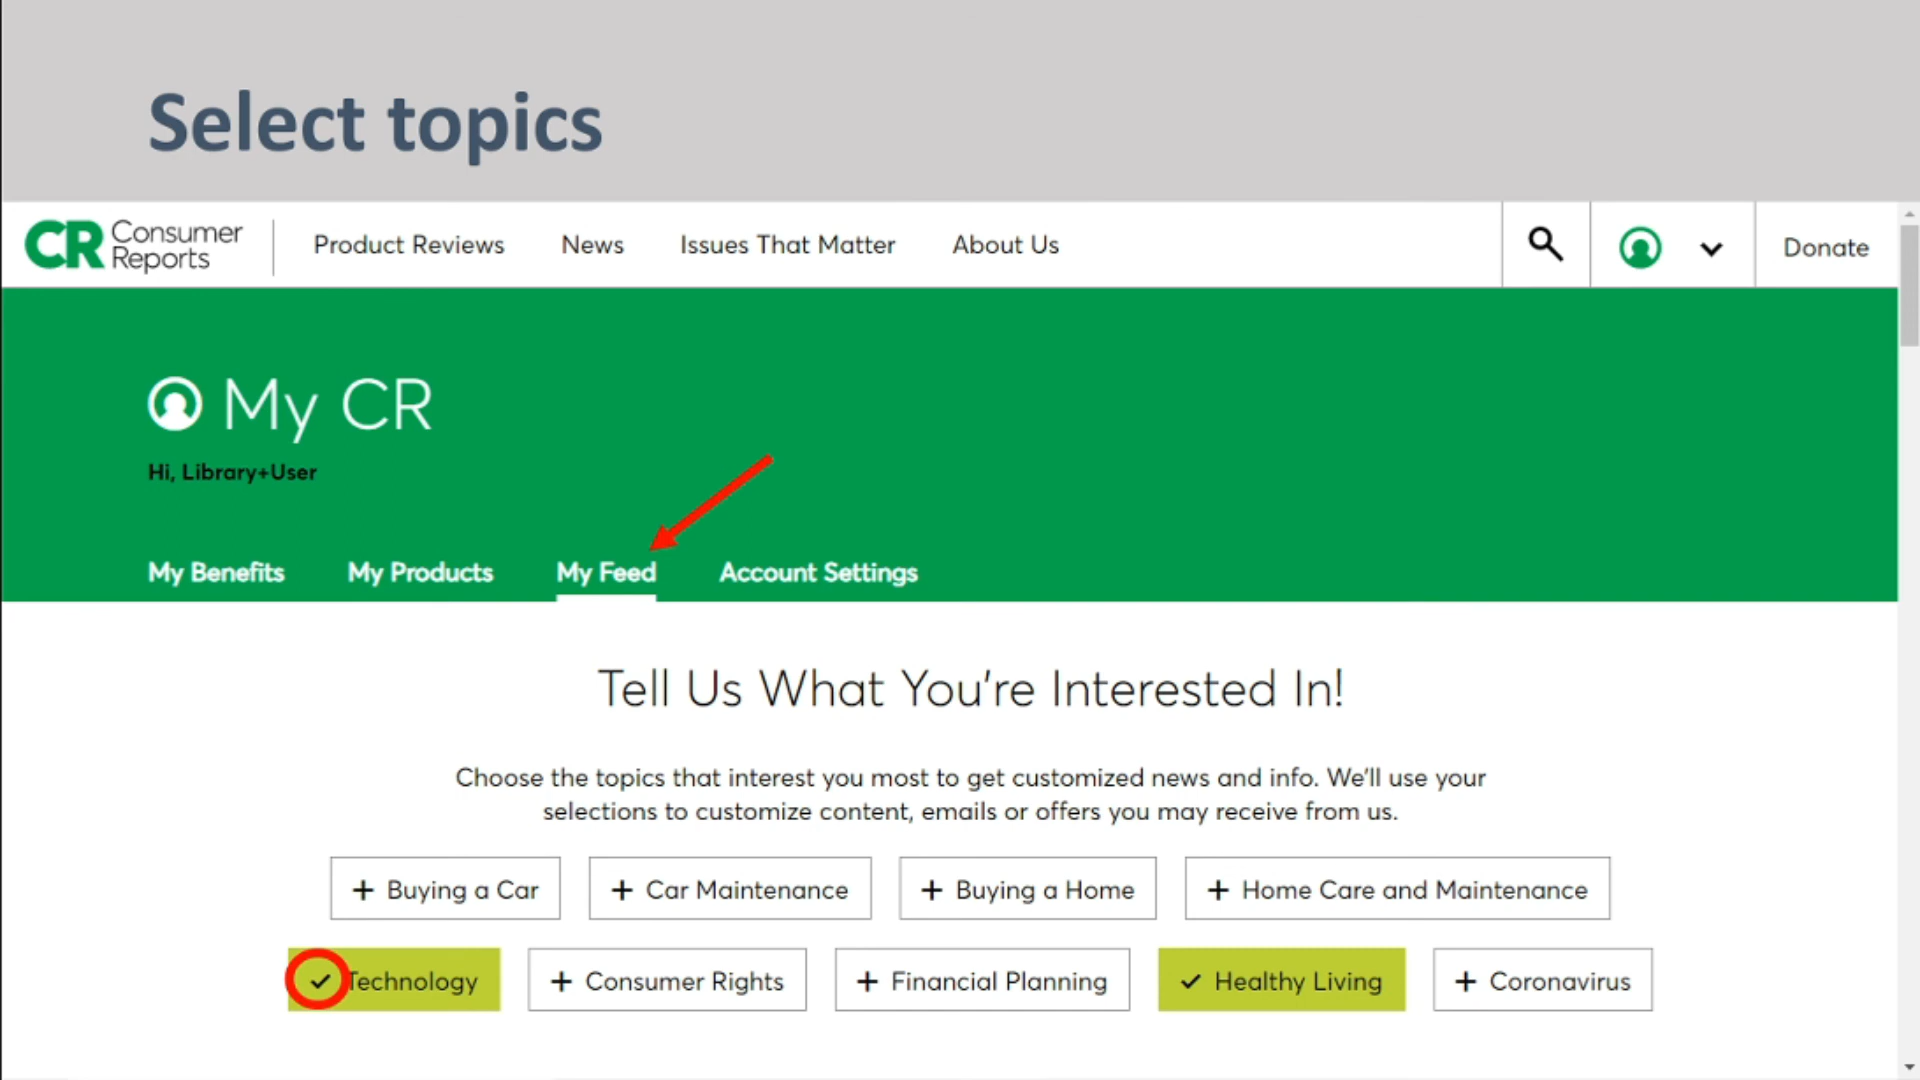 Select topics
CR Consumer Reports
Product Reviews
News
Issues That Matter
About Us
Donate
My CR
Hi, Library+User
My Benefits
My Products
My Feed
Account Settings
Tell Us What You're Interested In!
Choose the topics that interest you most to get customized news and info. We'll use your
selections to customize content, emails or offers you may receive from us.
+ Buying a Car
+ Car Maintenance
+ Buying a Home
+ Home Care and Maintenance
✓ Technology
+ Consumer Rights
+ Financial Planning
✓ Healthy Living
+ Coronavirus